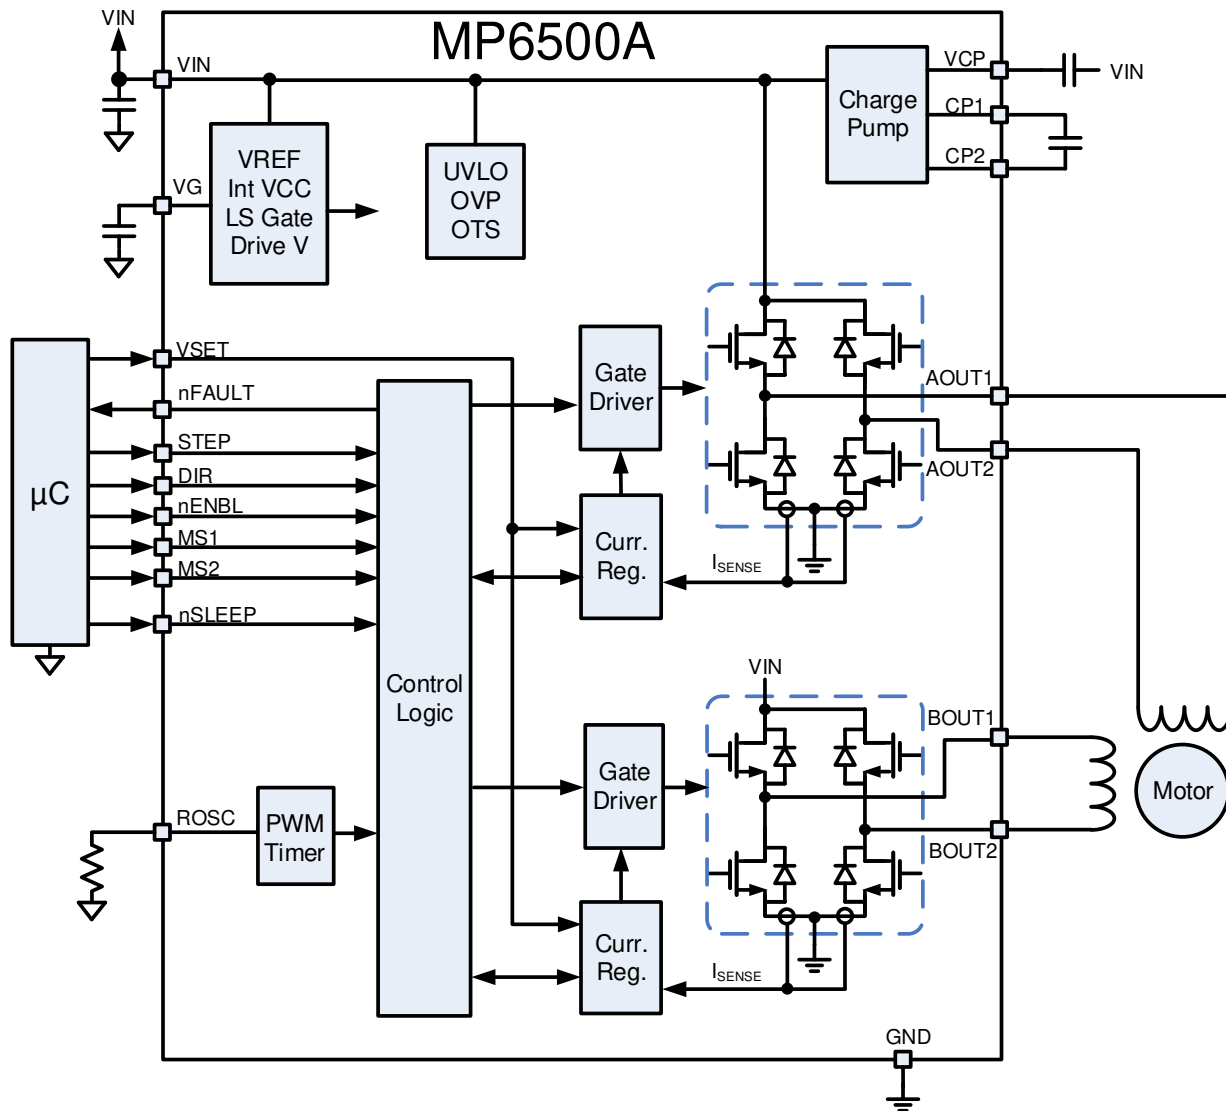 VIN
MP6500A
VIN
VCP
VIN
Charge
Pump
CP1
CP2
VREF
Int VCC
LS Gate
Drive V
UVLO
OVP
OTS
VG
µC
VSET
nFAULT
STEP
DIR
nENBL
MS1
MS2
nSLEEP
Gate
Driver
AOUT1
AOUT2
Curr.
Reg.
ISENSE
Control
Logic
VIN
BOUT1
Gate
Driver
Motor
ROSC
PWM
Timer
BOUT2
Curr.
Reg.
ISENSE
GND